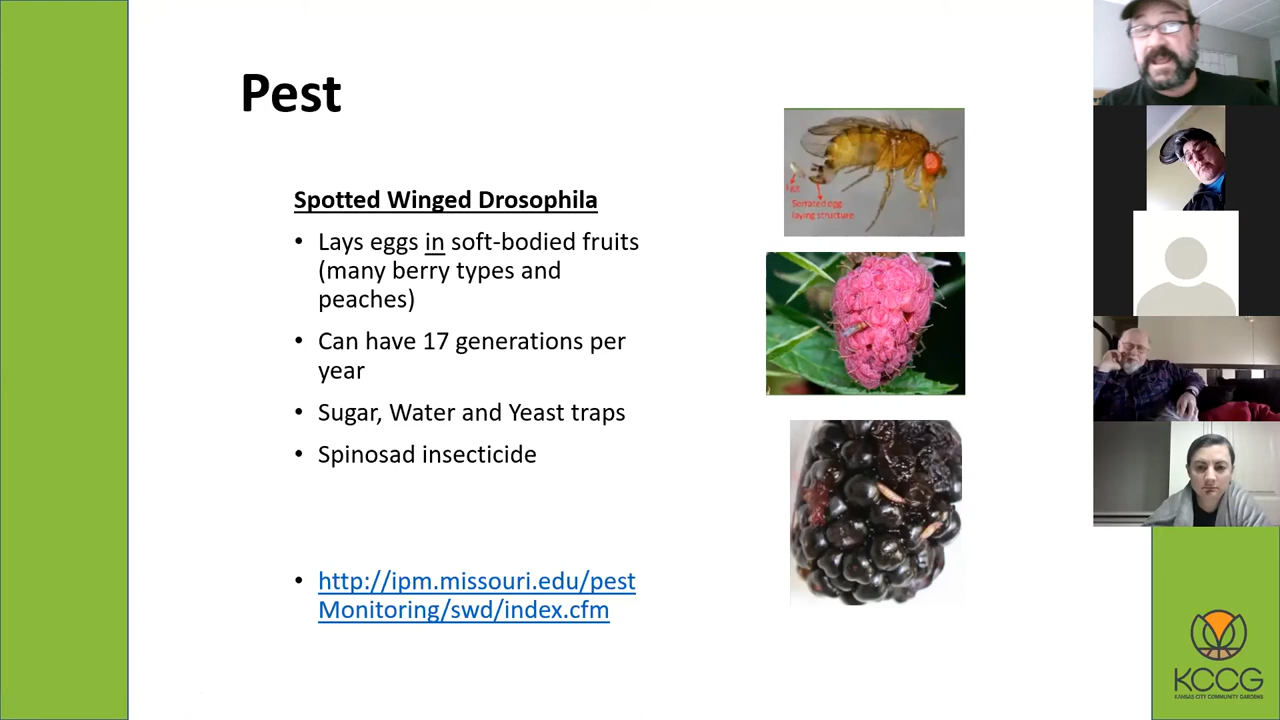 Pest
Spotted Winged Drosophila
• Lays eggs in soft-bodied fruits
(many berry types and
peaches)
• Can have 17 generations per
year
• Sugar, Water and Yeast traps
• Spinosad insecticide
• http://ipm.missouri.edu/pest
Monitoring/swd/index.cfm
Serrated egg
laying structure
KCCG
KANSAS CITY COMMUNITY GARDENS